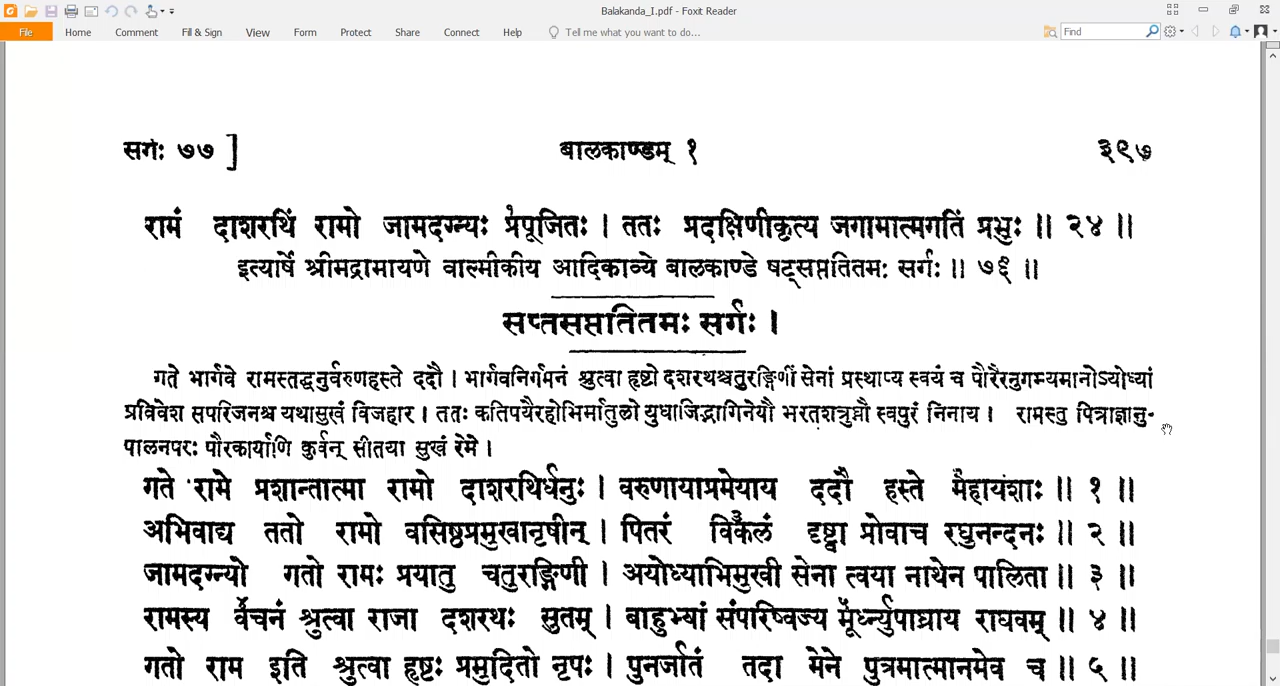 Balakanda_I.pdf - Foxit Reader
File Home Comment Fill & Sign View Form Protect Share Connect Help Tell me what you want to do... Find
सर्गः ७७ ] बालकाण्डम् १ ३९७
रामं दाशरथिं रामो जामदग्न्यः प्रपूजितः । ततः प्रदक्षिणीकृत्य जगामात्मगतिं प्रभुः ॥ २४ ॥
इत्यार्षे श्रीमद्रामायणे वाल्मीकीय आदिकाव्ये बालकाण्डे षट्सप्ततितमः सर्गः ॥ ७६ ॥
सप्तसप्ततितमः सर्गः ।
गते भार्गवे रामस्तद्धनुर्वरुणहस्ते ददौ । भार्गवनिर्गमनं श्रुत्वा हृष्टो दशरथश्चतुरङ्गिणीं सेनां प्रस्थाप्य स्वयं च पौरैरनुगम्यमानोऽयोध्यां
प्रविवेश सपरिजनश्च यथासुखं विजहार । ततः कतिपयैरहोभिर्मातुलो युधाजिद्भागिनेयौ भरतशत्रुघ्नौ स्वपुरं निनाय । रामस्तु पित्राज्ञानु-
पालनपरः पौरकार्याणि कुर्वन् सीतया सुखं रेमे ।
गते रामे प्रशान्तात्मा रामो दाशरथिर्धनुः । वरुणायाप्रमेयाय ददौ हस्ते महायशाः ॥ १ ॥
अभिवाद्य ततो रामो वसिष्ठप्रमुखानृषीन् । पितरं विकलं दृष्ट्वा प्रोवाच रघुनन्दनः ॥ २ ॥
जामदग्न्यो गतो रामः प्रयातु चतुरङ्गिणी । अयोध्याभिमुखी सेना त्वया नाथेन पालिता ॥ ३ ॥
रामस्य वचनं श्रुत्वा राजा दशरथः सुतम् । बाहुभ्यां संपरिष्वज्य मूर्ध्न्युपाघ्राय राघवम् ॥ ४ ॥
गतो राम इति श्रुत्वा हृष्टः प्रमुदितो नृपः । पुनर्जातं तदा मेने पुत्रमात्मानमेव च ॥ ५ ॥